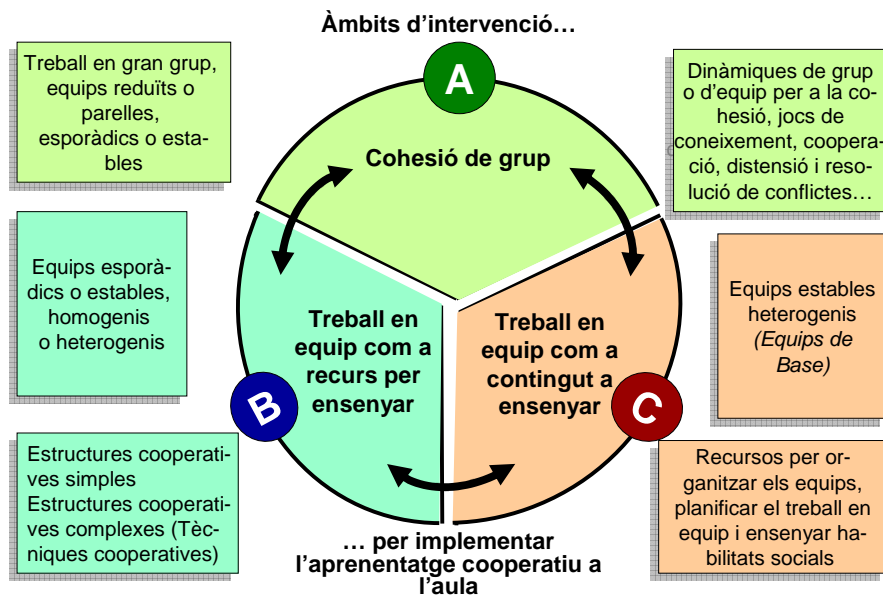 Àmbits d'intervenció…
A
Treball en gran grup,
equips reduïts o
parelles,
esporàdics o esta-
bles
Cohesió de grup
Dinàmiques de grup
o d'equip per a la co-
hesió, jocs de
coneixement, coopera-
ció, distensió i reso-
lució de conflictes…
Equips esporà-
dics o estables,
homogenis
o heterogenis
Treball en
equip com a
recurs per
ensenyar
B
Estructures cooperati-
ves simples
Estructures cooperati-
ves complexes (Tèc-
niques cooperatives)
Treball en
equip com a
contingut a
ensenyar
C
Equips estables
heterogenis
(Equips de
Base)
Recursos per or-
ganitzar els equips,
planificar el treball en
equip i ensenyar ha-
bilitats socials
… per implementar
l'aprenentatge cooperatiu a
l'aula